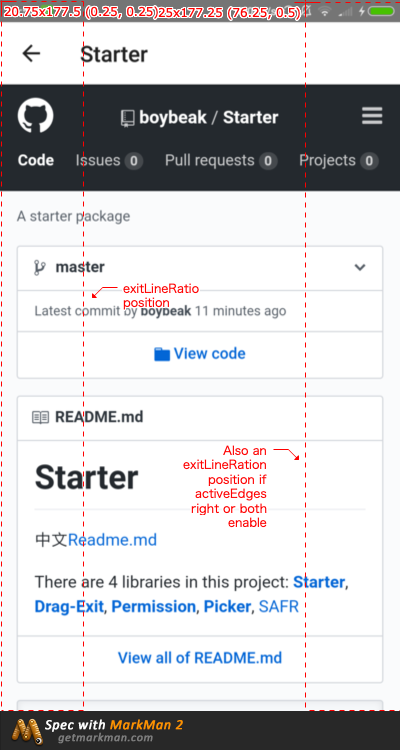 20.75x177.5 (0.25, 0.25)25x177.25 (76.25, 0.5)
Starter
boybeak / Starter
Code Issues 0 Pull requests 0 Projects 0
A starter package
master
exitLineRatio
position
Latest commit by boybeak 11 minutes ago
View code
README.md
Also an
exitLineRation
position if
activeEdges
right or both
enable
Starter
中文Readme.md
There are 4 libraries in this project: Starter,
Drag-Exit, Permission, Picker, SAFR
View all of README.md
Spec with MarkMan 2
getmarkman.com